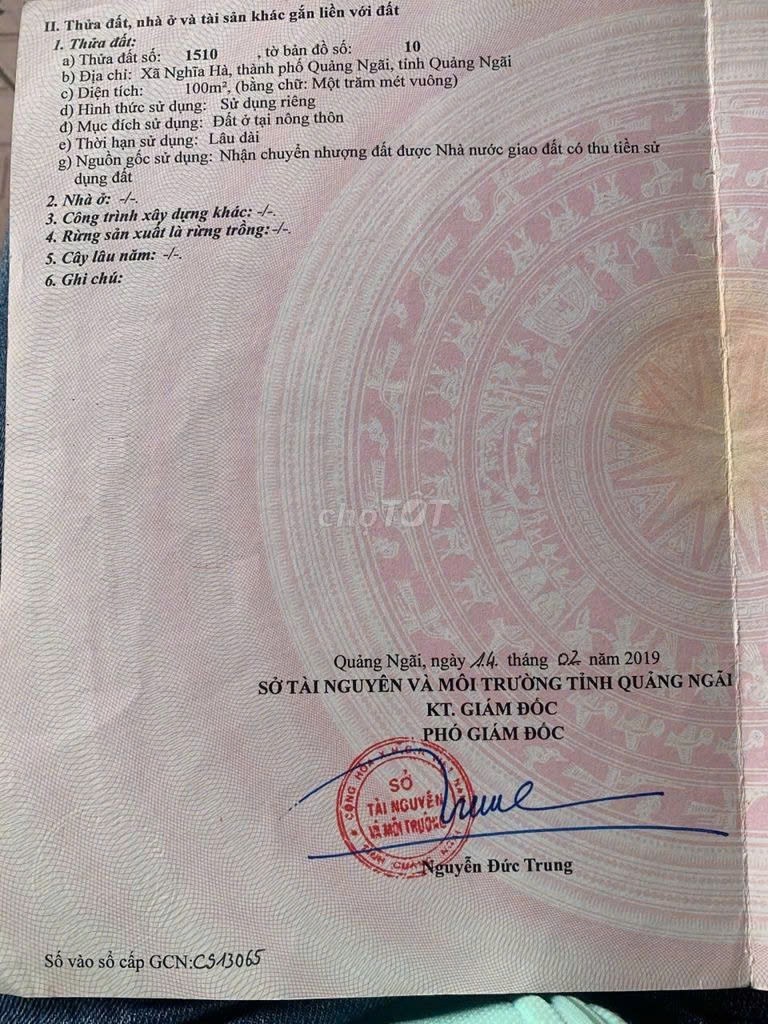 II. Thửa đất, nhà ở và tài sản khác gắn liền với đất
1. Thửa đất:
a) Thửa đất số: 1510 , tờ bản đồ số: 10
b) Địa chỉ: Xã Nghĩa Hà, thành phố Quảng Ngãi, tỉnh Quảng Ngãi
c) Diện tích: 100m², (bằng chữ: Một trăm mét vuông)
d) Hình thức sử dụng: Sử dụng riêng
đ) Mục đích sử dụng: Đất ở tại nông thôn
e) Thời hạn sử dụng: Lâu dài
g) Nguồn gốc sử dụng: Nhận chuyển nhượng đất được Nhà nước giao đất có thu tiền sử
dụng đất
2. Nhà ở: -/-.
3. Công trình xây dựng khác: -/-.
4. Rừng sản xuất là rừng trồng: -/-.
5. Cây lâu năm: -/-.
6. Ghi chú:
chợTỐT
Quảng Ngãi, ngày 14. tháng 02 năm 2019
SỞ TÀI NGUYÊN VÀ MÔI TRƯỜNG TỈNH QUẢNG NGÃI
KT. GIÁM ĐỐC
PHÓ GIÁM ĐỐC
SỞ
TÀI NGUYÊN
VÀ MÔI TRƯỜNG
Nguyễn Đức Trung
Số vào sổ cấp GCN:CS13065